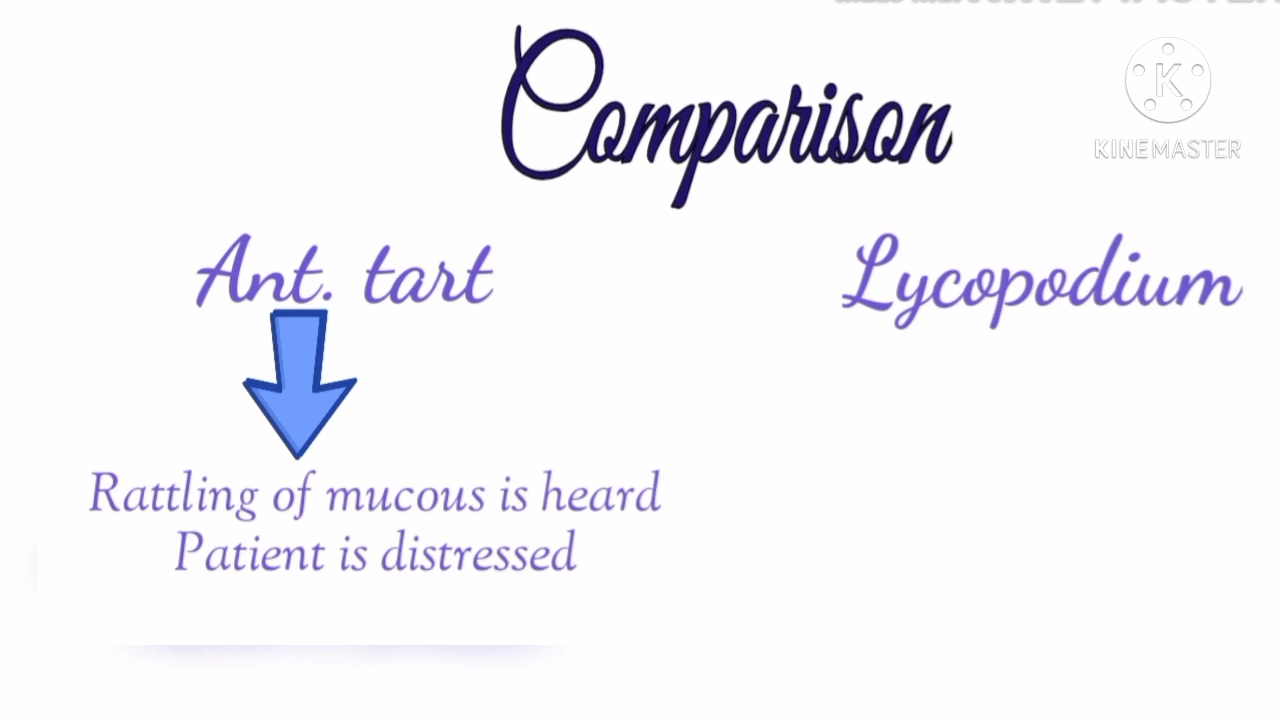 Comparison
KINEMASTER
Ant. tart
Lycopodium
Rattling of mucous is heard
Patient is distressed